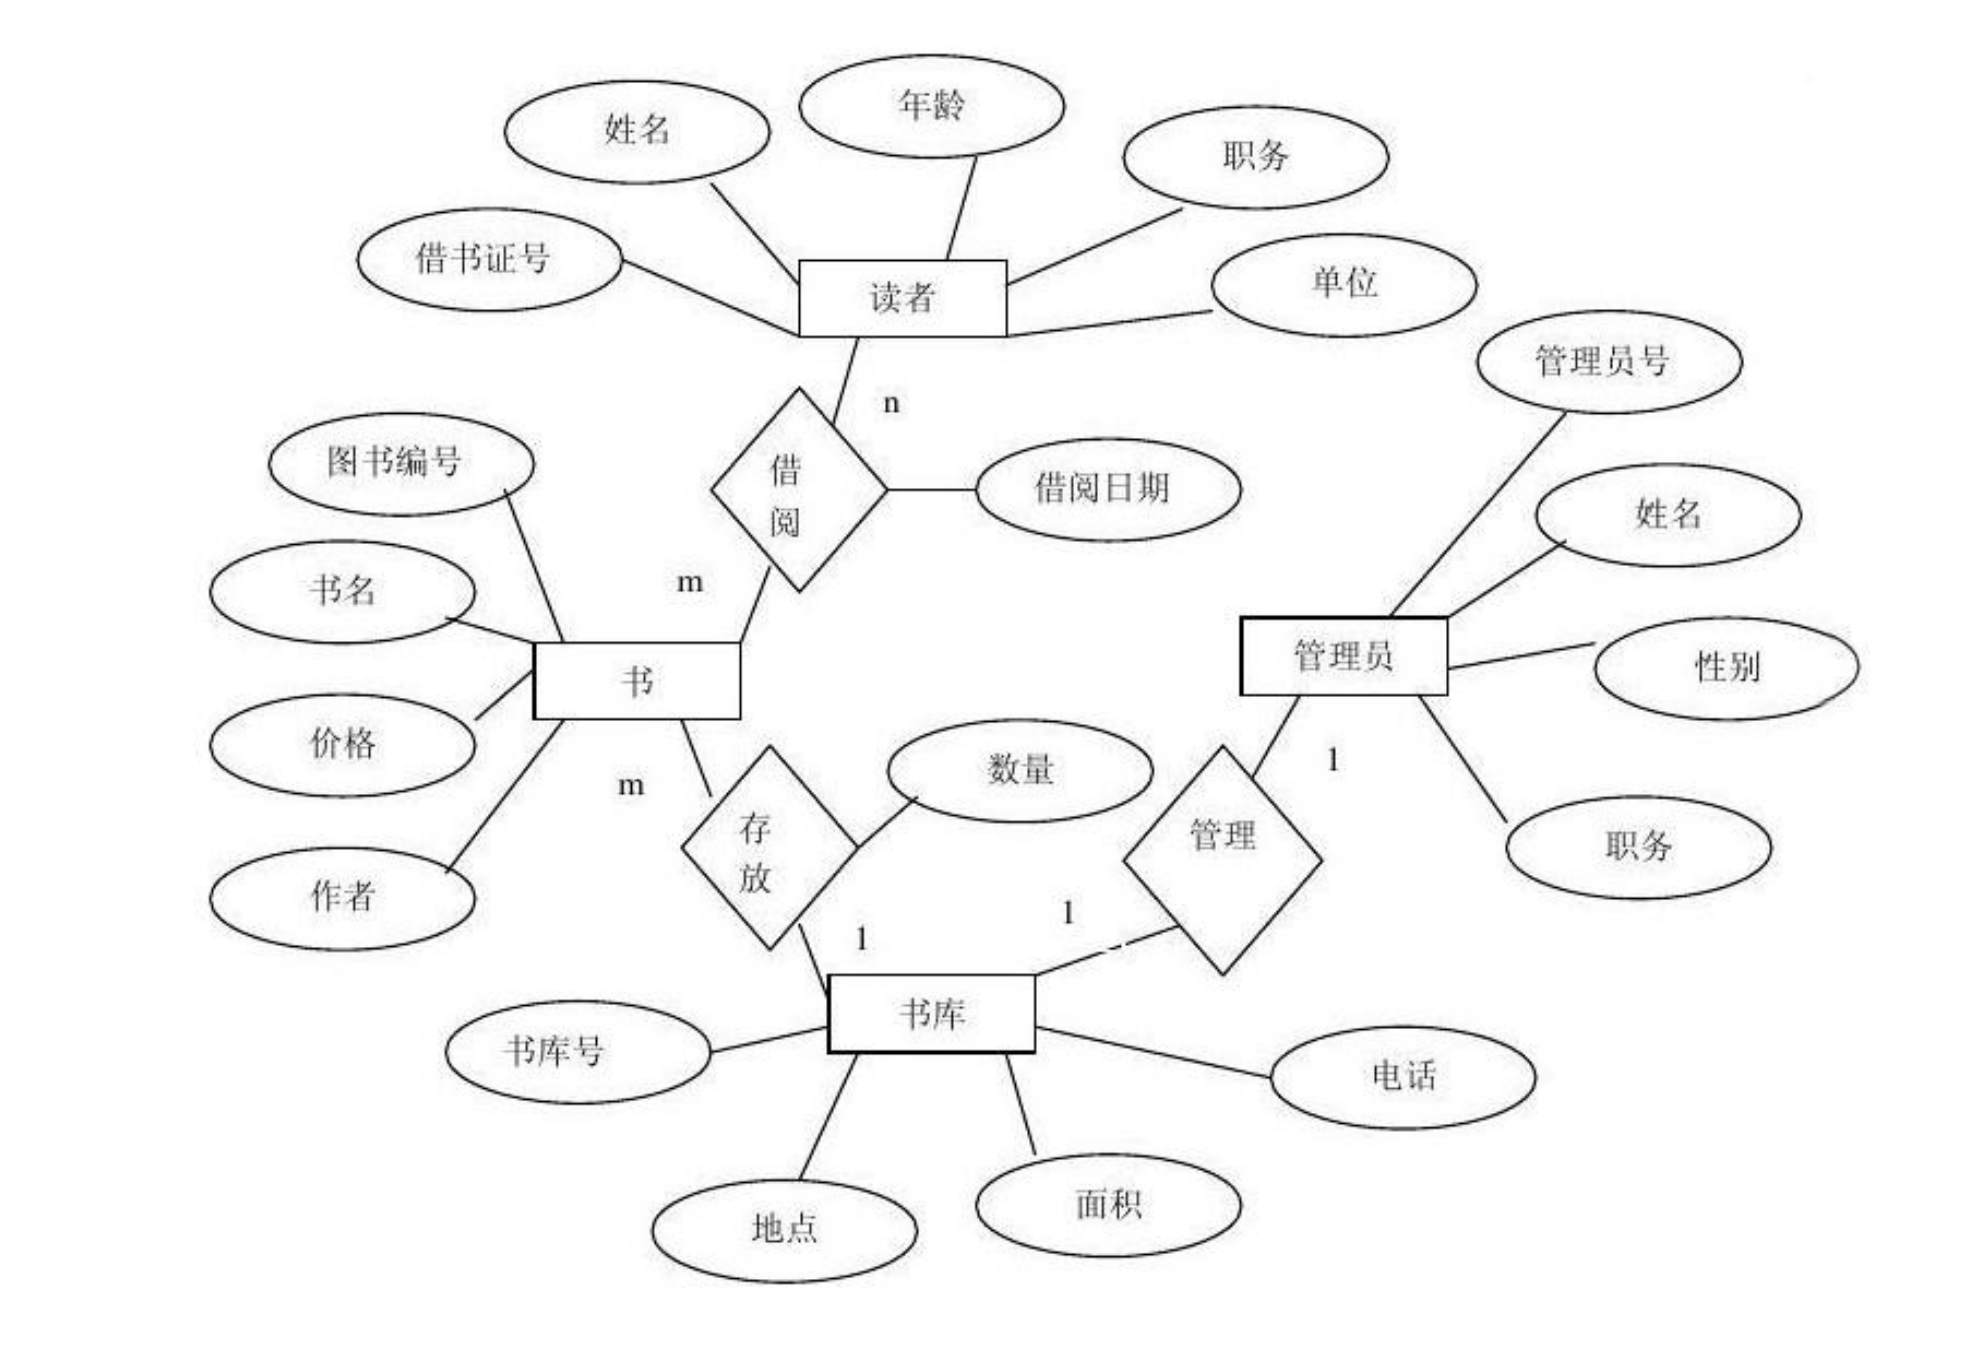 年龄
姓名
职务
借书证号
单位
读者
管理员号
n
图书编号
借
阅
借阅日期
姓名
m
书名
管理员
性别
书
价格
m
数量
1
存
放
管理
职务
作者
1
1
书库
书库号
电话
面积
地点